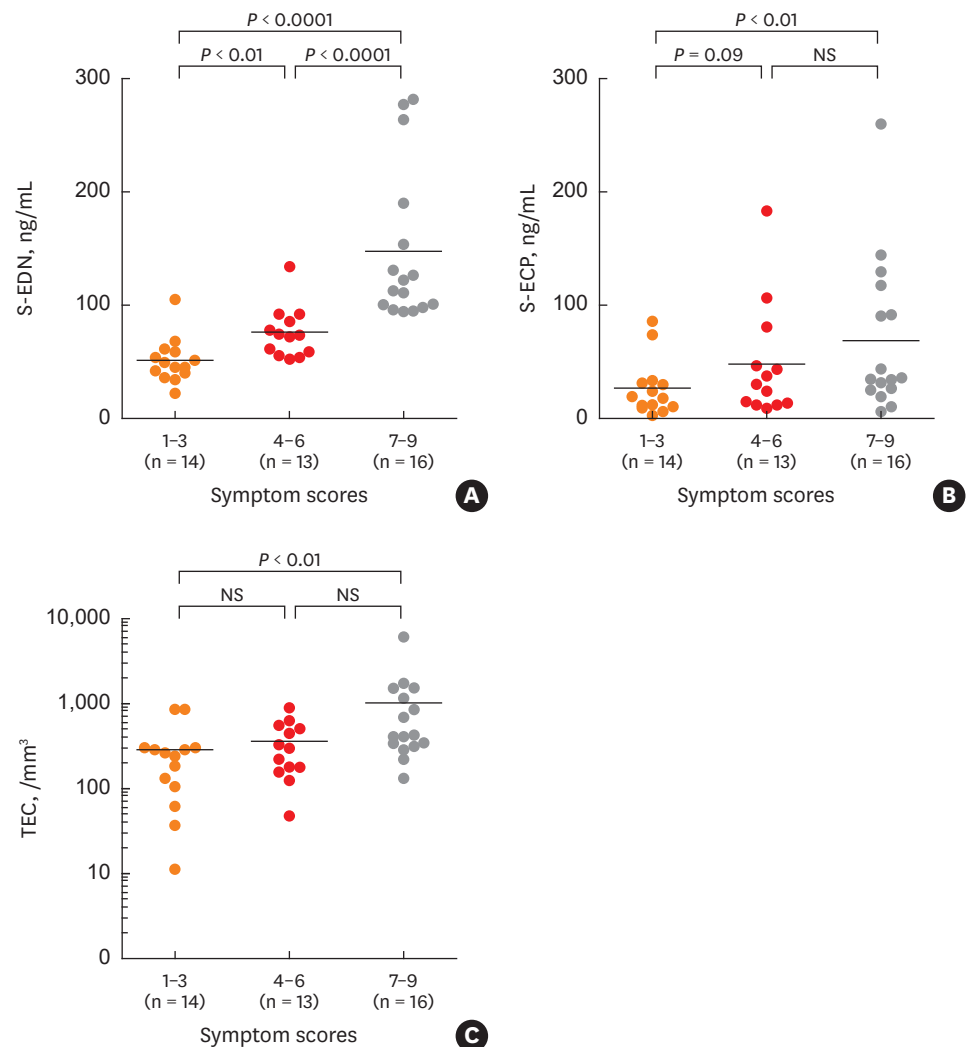 P < 0.0001
P < 0.01
P < 0.0001
300
200
100
0
S-EDN, ng/mL
1–3
(n = 14)
4–6
(n = 13)
7–9
(n = 16)
Symptom scores
A
P < 0.01
P = 0.09
NS
300
200
100
0
S-ECP, ng/mL
1–3
(n = 14)
4–6
(n = 13)
7–9
(n = 16)
Symptom scores
B
P < 0.01
NS
NS
10,000
1,000
100
10
0
TEC, /mm³
1–3
(n = 14)
4–6
(n = 13)
7–9
(n = 16)
Symptom scores
C